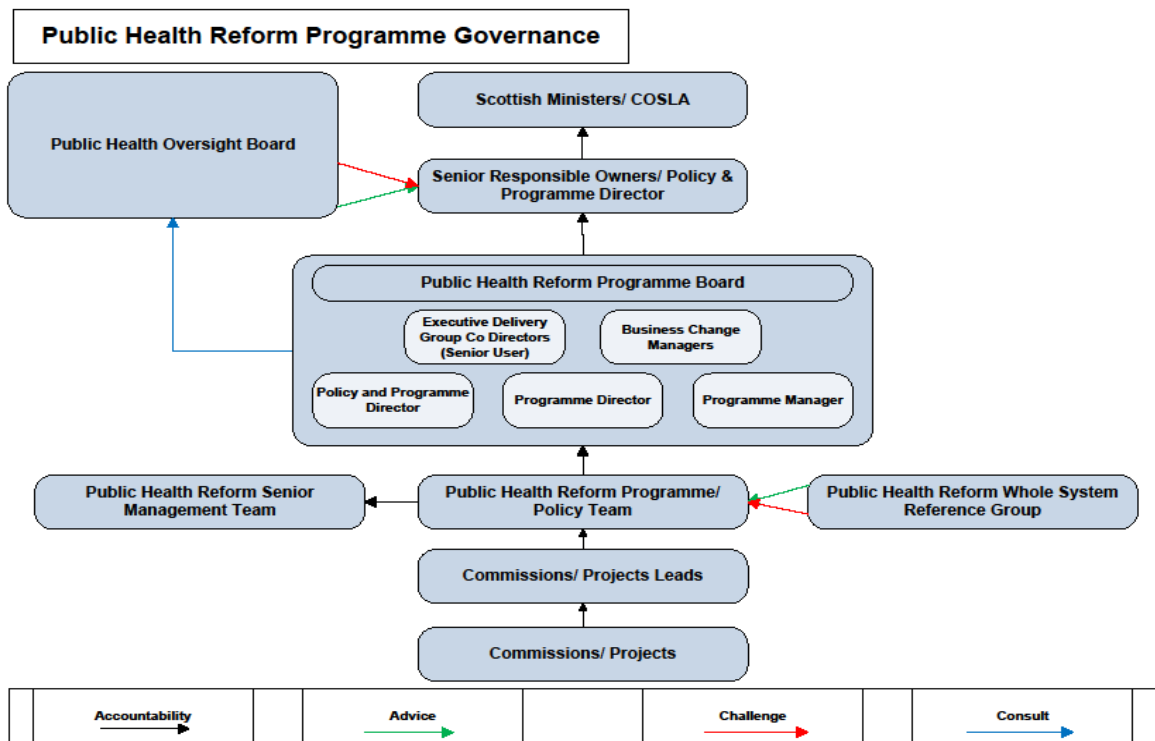 Public Health Reform Programme Governance
Scottish Ministers/ COSLA
Public Health Oversight Board
Senior Responsible Owners/ Policy &
Programme Director
Public Health Reform Programme Board
Executive Delivery
Group Co Directors
(Senior User)
Business Change
Managers
Policy and Programme
Director
Programme Director
Programme Manager
Public Health Reform Senior
Management Team
Public Health Reform Programme/
Policy Team
Public Health Reform Whole System
Reference Group
Commissions/ Projects Leads
Commissions/ Projects
Accountability
Advice
Challenge
Consult